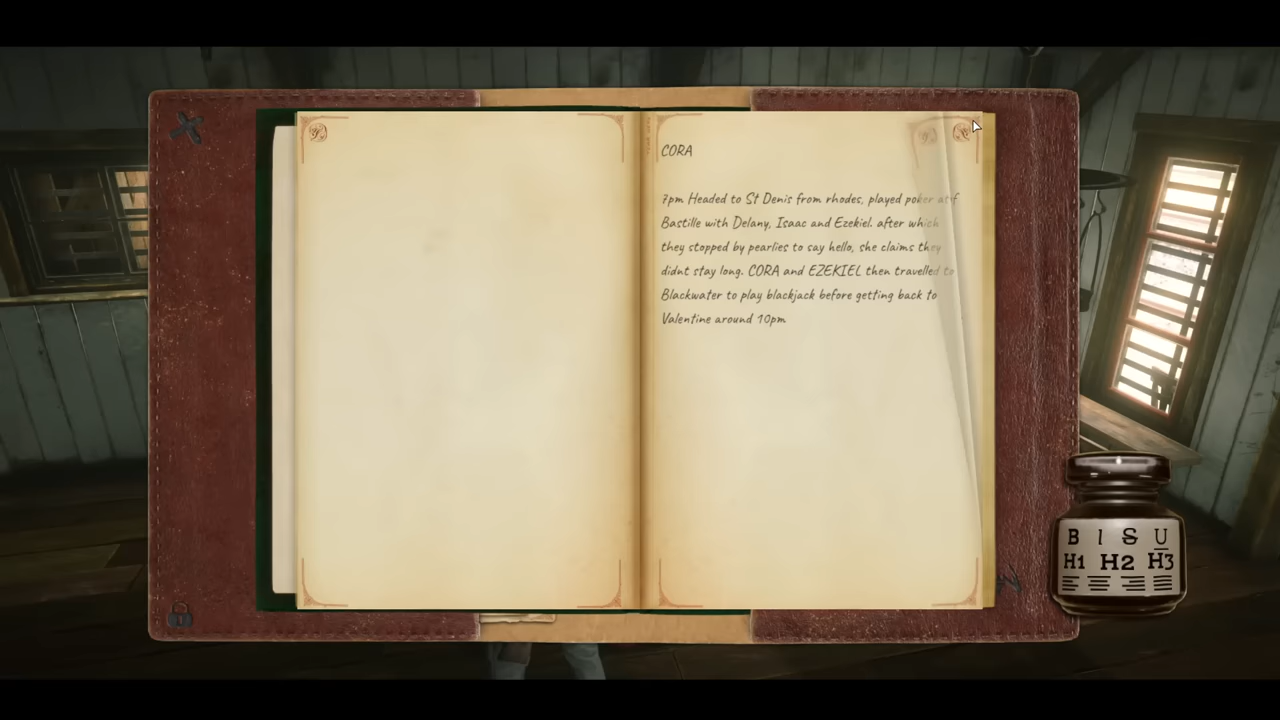 CORA
7pm Headed to St Denis from rhodes, played poker at
Bastille with Delany, Isaac and Ezekiel. after which
they stopped by pearlies to say hello, she claims they
didnt stay long. CORA and EZEKIEL then travelled to
Blackwater to play blackjack before getting back to
Valentine around 10pm
B I S U
H1 H2 H3